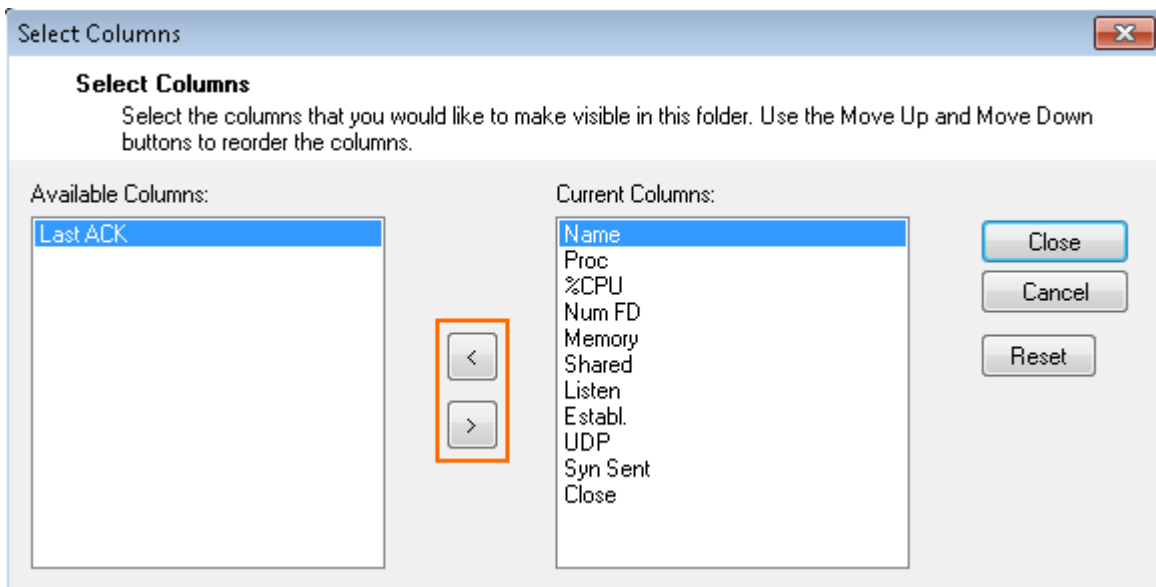 Select Columns
Select Columns
Select the columns that you would like to make visible in this folder. Use the Move Up and Move Down
buttons to reorder the columns.
Available Columns:
Last ACK
<
>
Current Columns:
Name
Proc
%CPU
Num FD
Memory
Shared
Listen
Establ.
UDP
Syn Sent
Close
Close
Cancel
Reset